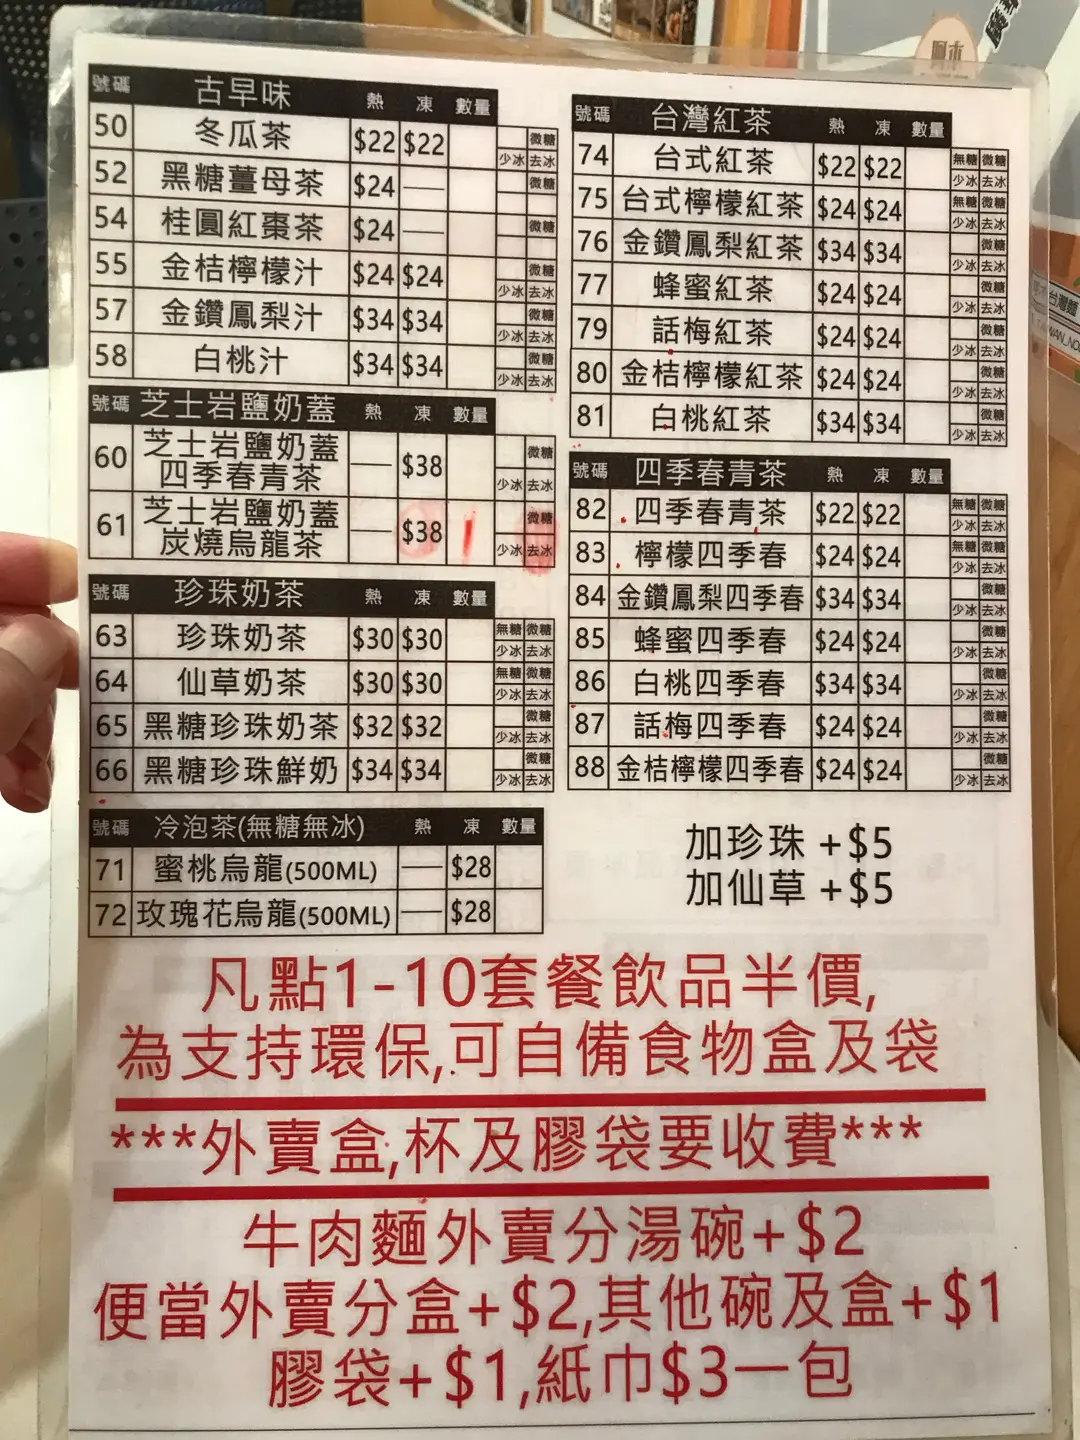 號碼 古早味 熱 凍 數量
50 冬瓜茶 $22 $22 微糖 少冰 去冰
52 黑糖薑母茶 $24 — 微糖
54 桂圓紅棗茶 $24 — 微糖
55 金桔檸檬汁 $24 $24 微糖 少冰 去冰
57 金鑽鳳梨汁 $34 $34 微糖 少冰 去冰
58 白桃汁 $34 $34 微糖 少冰 去冰
號碼 芝士岩鹽奶蓋 熱 凍 數量
60 芝士岩鹽奶蓋 — $38 微糖
四季春青茶 少冰 去冰
61 芝士岩鹽奶蓋 — $38 微糖
炭燒烏龍茶 少冰 去冰
號碼 珍珠奶茶 熱 凍 數量
63 珍珠奶茶 $30 $30 無糖 微糖 少冰 去冰
64 仙草奶茶 $30 $30 無糖 微糖 少冰 去冰
65 黑糖珍珠奶茶 $32 $32 微糖 少冰 去冰
66 黑糖珍珠鮮奶 $34 $34 微糖 少冰 去冰
號碼 冷泡茶(無糖無冰) 熱 凍 數量
71 蜜桃烏龍(500ML) — $28
72 玫瑰花烏龍(500ML) — $28
號碼 台灣紅茶 熱 凍 數量
74 台式紅茶 $22 $22 無糖 微糖 少冰 去冰
75 台式檸檬紅茶 $24 $24 無糖 微糖 少冰 去冰
76 金鑽鳳梨紅茶 $34 $34 微糖 少冰 去冰
77 蜂蜜紅茶 $24 $24 微糖 少冰 去冰
79 話梅紅茶 $24 $24 微糖 少冰 去冰
80 金桔檸檬紅茶 $24 $24 微糖 少冰 去冰
81 白桃紅茶 $34 $34 微糖 少冰 去冰
號碼 四季春青茶 熱 凍 數量
82 四季春青茶 $22 $22 無糖 微糖 少冰 去冰
83 檸檬四季春 $24 $24 無糖 微糖 少冰 去冰
84 金鑽鳳梨四季春 $34 $34 微糖 少冰 去冰
85 蜂蜜四季春 $24 $24 微糖 少冰 去冰
86 白桃四季春 $34 $34 微糖 少冰 去冰
87 話梅四季春 $24 $24 微糖 少冰 去冰
88 金桔檸檬四季春 $24 $24 微糖 少冰 去冰
加珍珠 +$5
加仙草 +$5
凡點1-10套餐飲品半價,
為支持環保,可自備食物盒及袋
***外賣盒,杯及膠袋要收費***
牛肉麵外賣分湯碗+$2
便當外賣分盒+$2,其他碗及盒+$1
膠袋+$1,紙巾$3一包